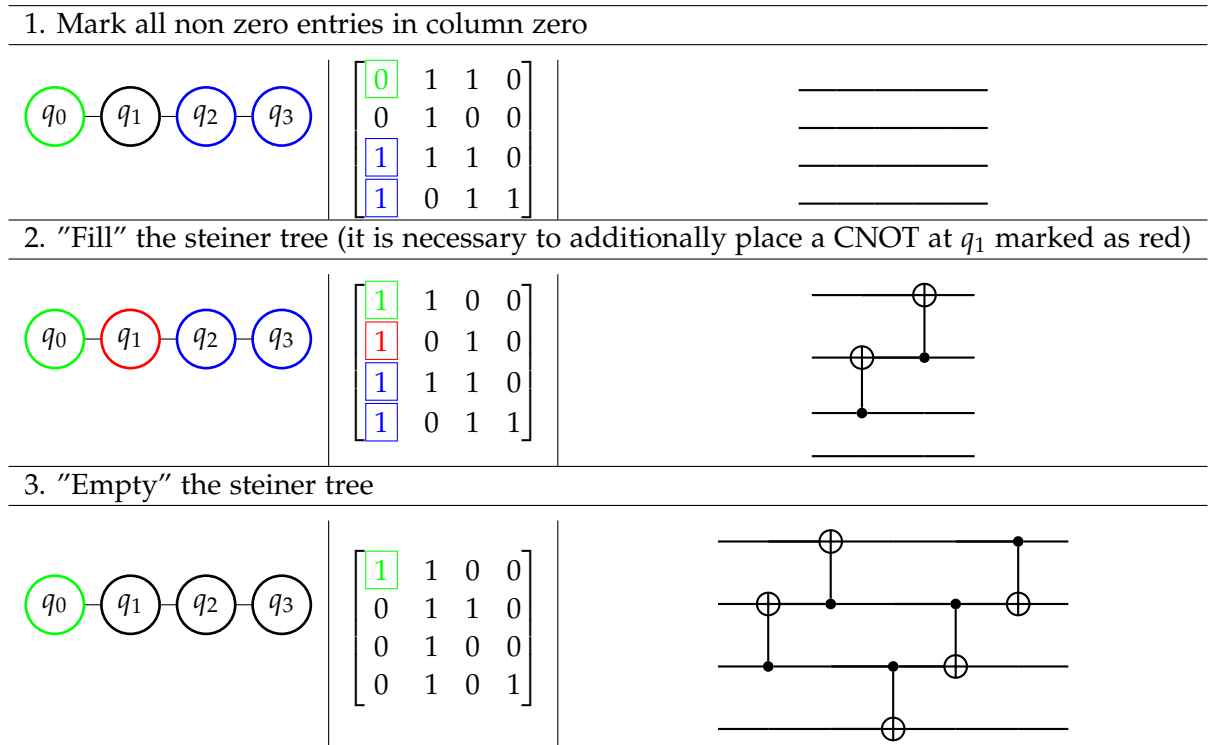 1. Mark all non zero entries in column zero
q0 q1 q2 q3
0 1 1 0
0 1 0 0
1 1 1 0
1 0 1 1
2. ”Fill” the steiner tree (it is necessary to additionally place a CNOT at q1 marked as red)
q0 q1 q2 q3
1 1 0 0
1 0 1 0
1 1 1 0
1 0 1 1
3. ”Empty” the steiner tree
q0 q1 q2 q3
1 1 0 0
0 1 1 0
0 1 0 0
0 1 0 1